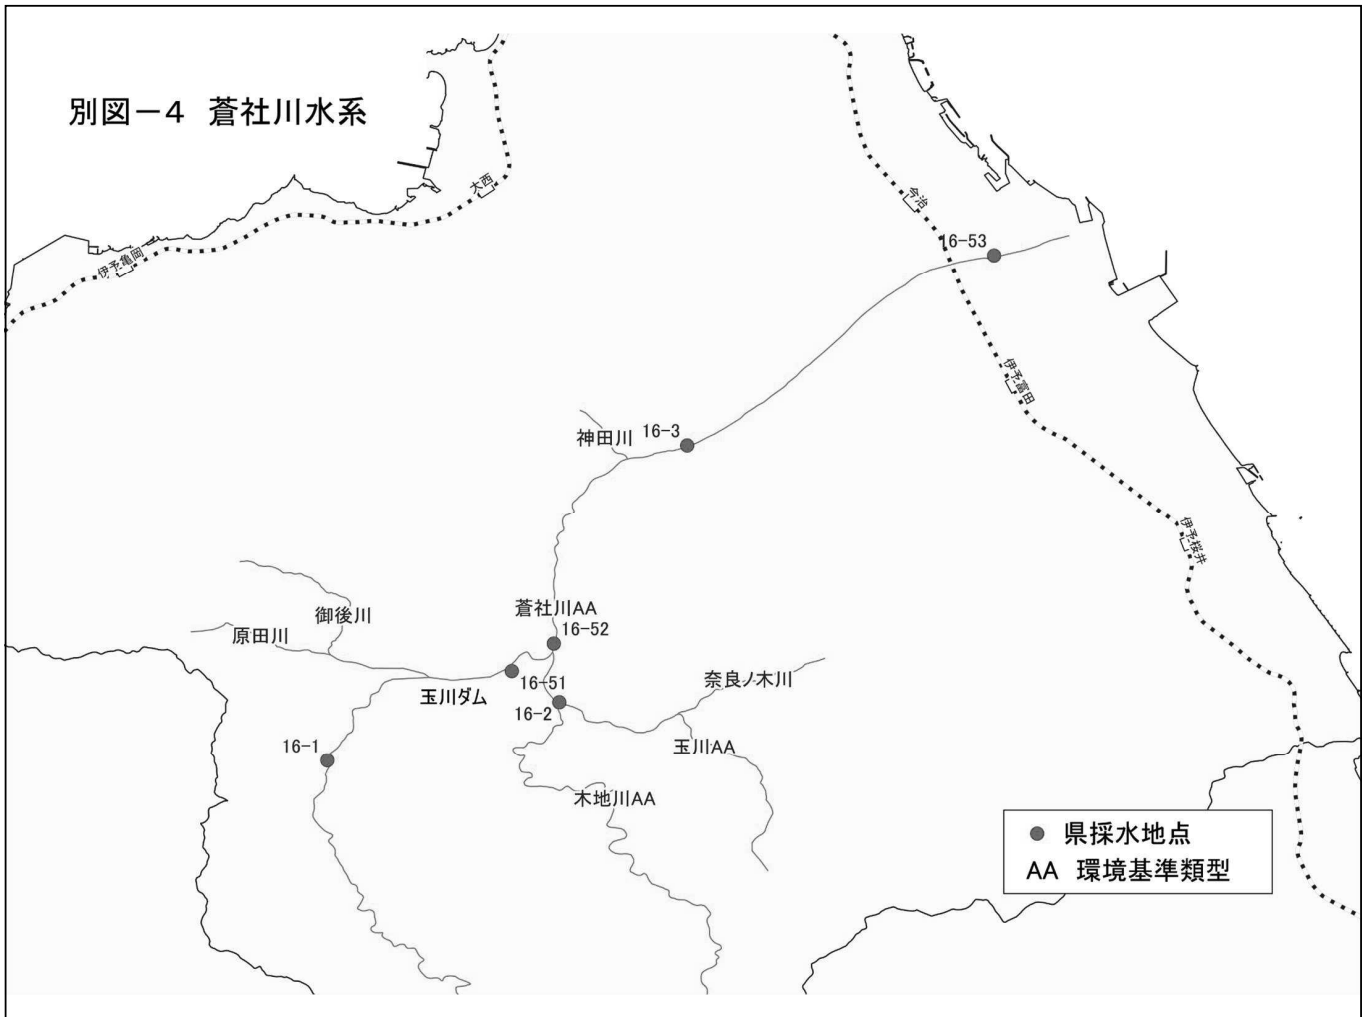 別図－4 蒼社川水系
大西
今治
16-53
伊予亀岡
伊予富田
神田川
16-3
伊予桜井
蒼社川AA
御後川
16-52
原田川
16-51
奈良ノ木川
玉川ダム
16-2
16-1
玉川AA
木地川AA
県採水地点
AA 環境基準類型